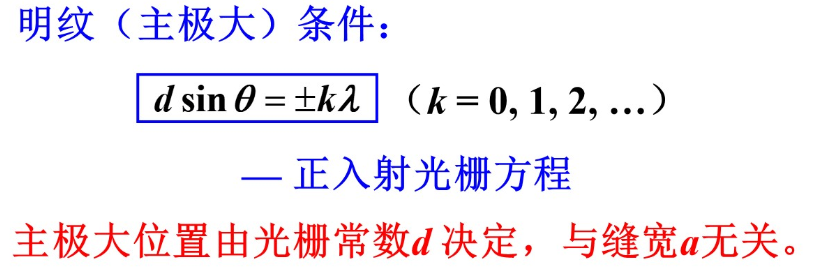 明纹（主极大）条件：
d sin θ = ±kλ （k = 0, 1, 2, …）
— 正入射光栅方程
主极大位置由光栅常数d 决定，与缝宽a无关。